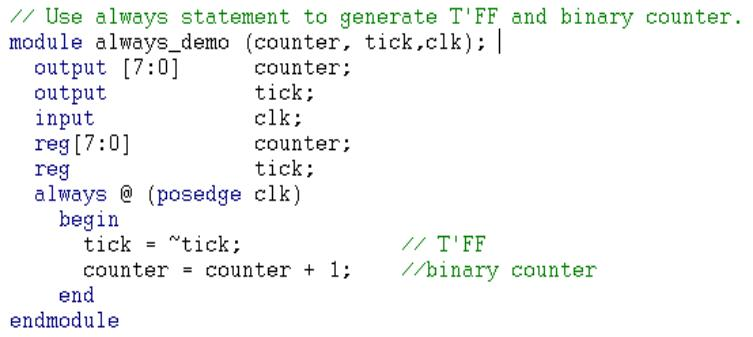 // Use always statement to generate T'FF and binary counter.
module always_demo (counter, tick,clk);
output [7:0] counter;
output tick;
input clk;
reg[7:0] counter;
reg tick;
always @ (posedge clk)
begin
tick = ~tick; // T'FF
counter = counter + 1; //binary counter
end
endmodule